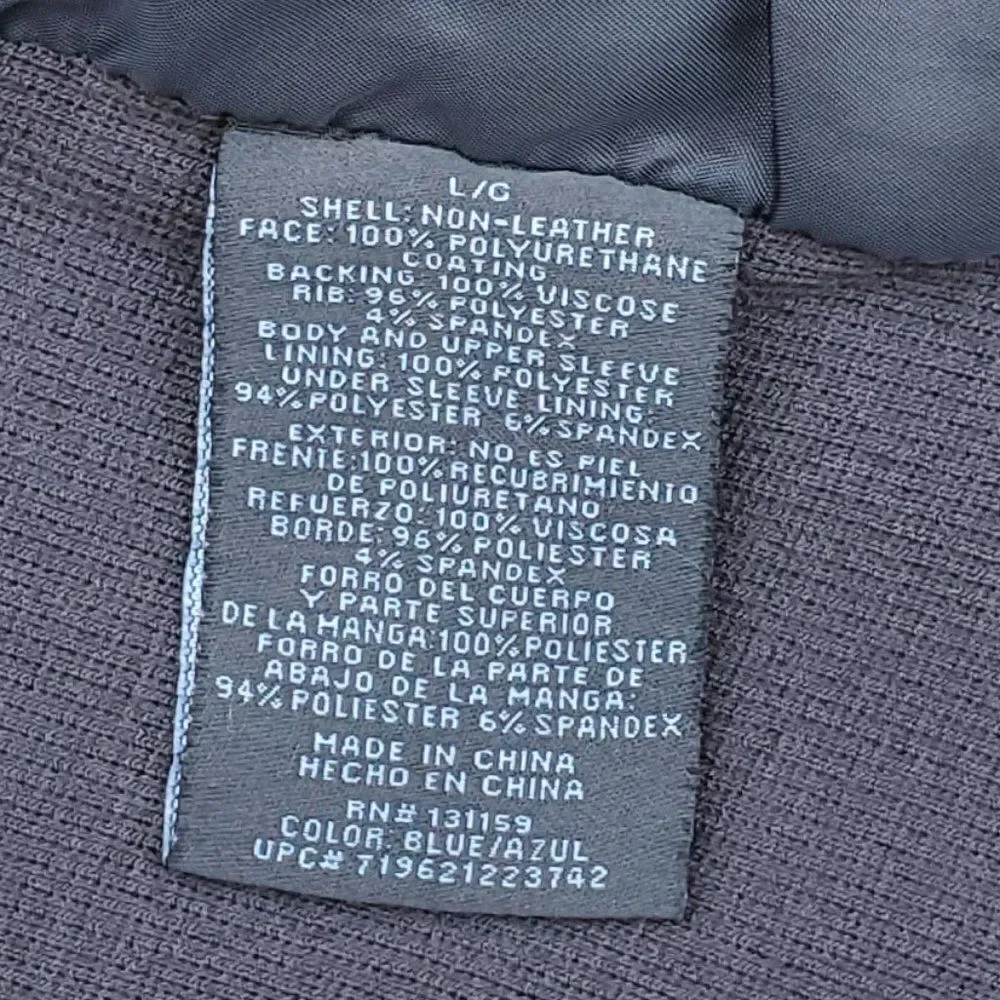 L/G
SHELL: NON-LEATHER
FACE: 100% POLYURETHANE
COATING
BACKING: 100% VISCOSE
RIB: 96% POLYESTER
4% SPANDEX
BODY AND UPPER SLEEVE
LINING: 100% POLYESTER
UNDER SLEEVE LINING:
94% POLYESTER 6% SPANDEX
EXTERIOR: NO ES PIEL
FRENTE:100% RECUBRIMIENTO
DE POLIURETANO
REFUERZO: 100% VISCOSA
BORDE: 96% POLIESTER
4% SPANDEX
FORRO DEL CUERPO
Y PARTE SUPERIOR
DE LA MANGA:100% POLIESTER
FORRO DE LA PARTE DE
ABAJO DE LA MANGA:
94% POLIESTER 6% SPANDEX
MADE IN CHINA
HECHO EN CHINA
RN# 131159
COLOR: BLUE/AZUL
UPC# 719621223742